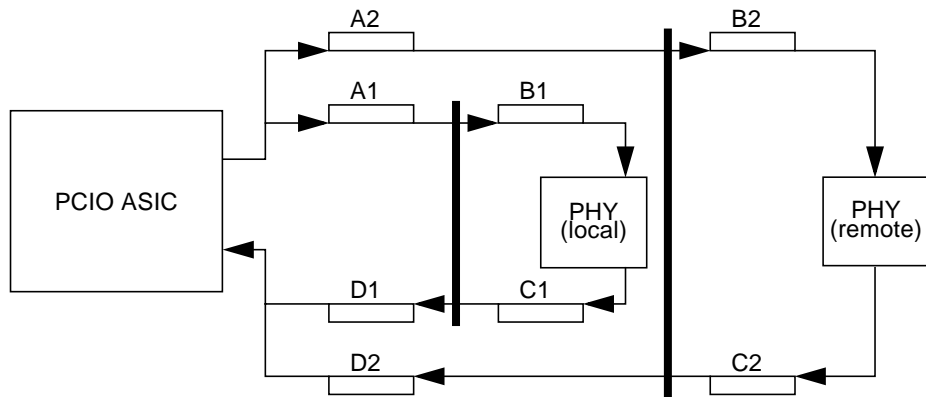 A2
B2
A1
B1
PCIO ASIC
PHY
(local)
PHY
(remote)
D1
C1
D2
C2